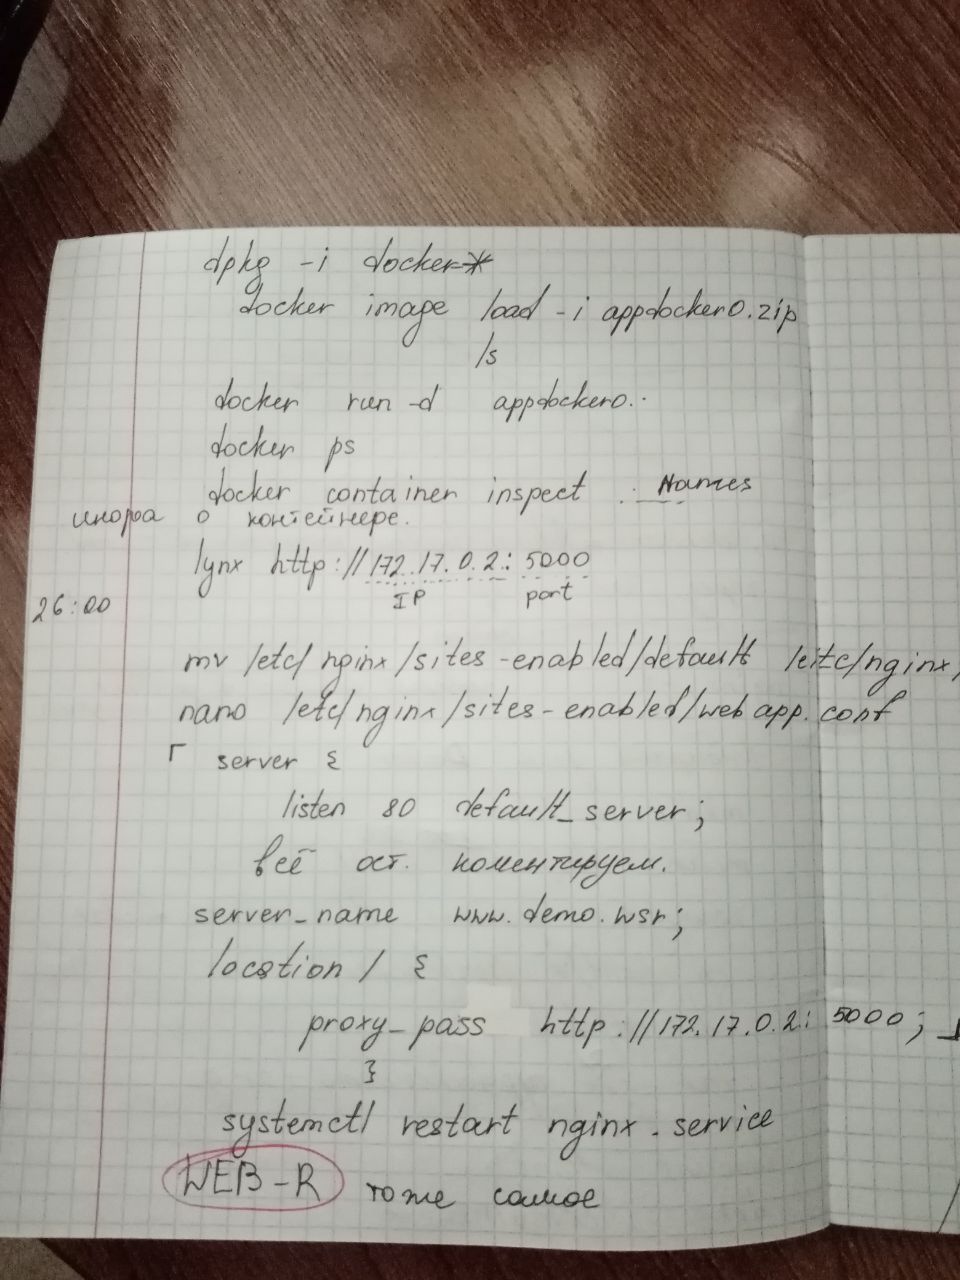 dpkg -i docker*
docker image load -i appdocker0.zip
ls
docker run -d appdocker0..
docker ps
docker container inspect ... Names
инфра о контейнере.
lynx http://172.17.0.2:5000
IP port
26:00
mv /etc/nginx/sites-enabled/default /eitc/nginx/
nano /etc/nginx/sites-enabled/webapp.conf
server {
listen 80 default_server;
всё ост. коментируем.
server_name www.demo.wsr;
location / {
proxy_pass http://172.17.0.2:5000;
}
systemctl restart nginx.service
WEB-R тоже самое